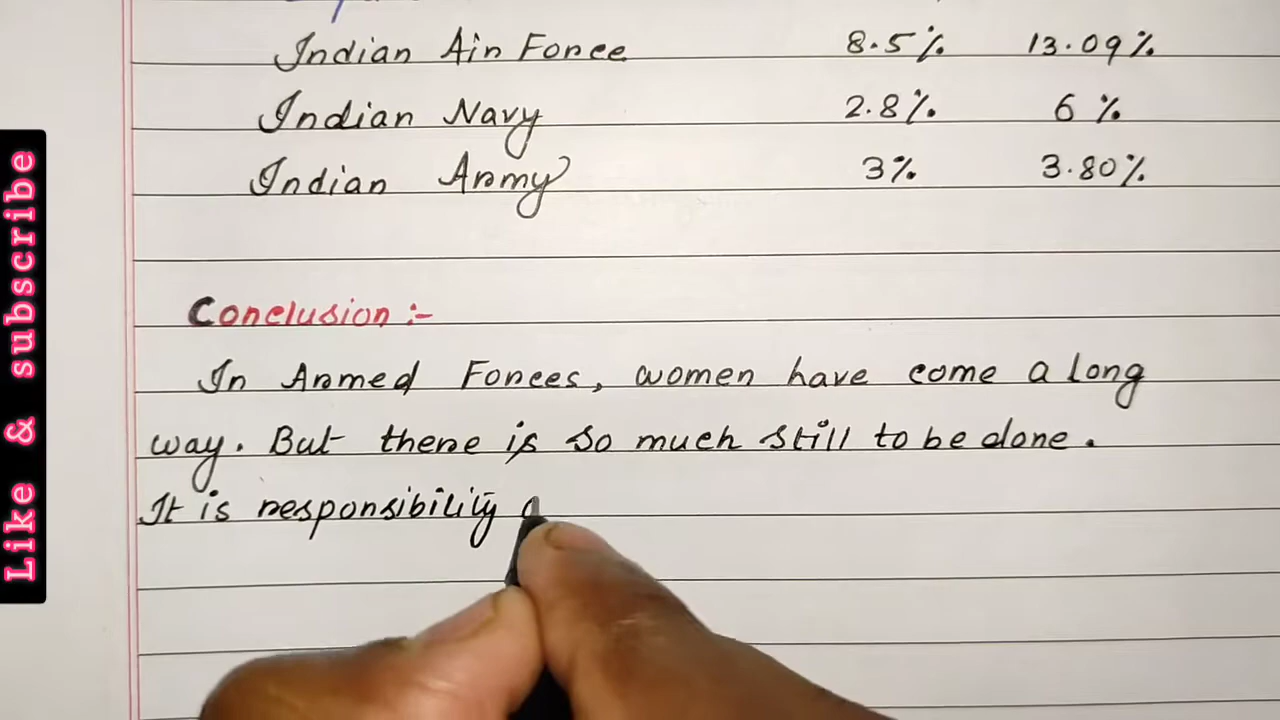 Indian Air Force 8.5% 13.09%
Indian Navy 2.8% 6%
Indian Army 3% 3.80%
Conclusion :-
In Armed Forces, women have come a long
way. But there is so much still to be done.
It is responsibility
Like & subscribe